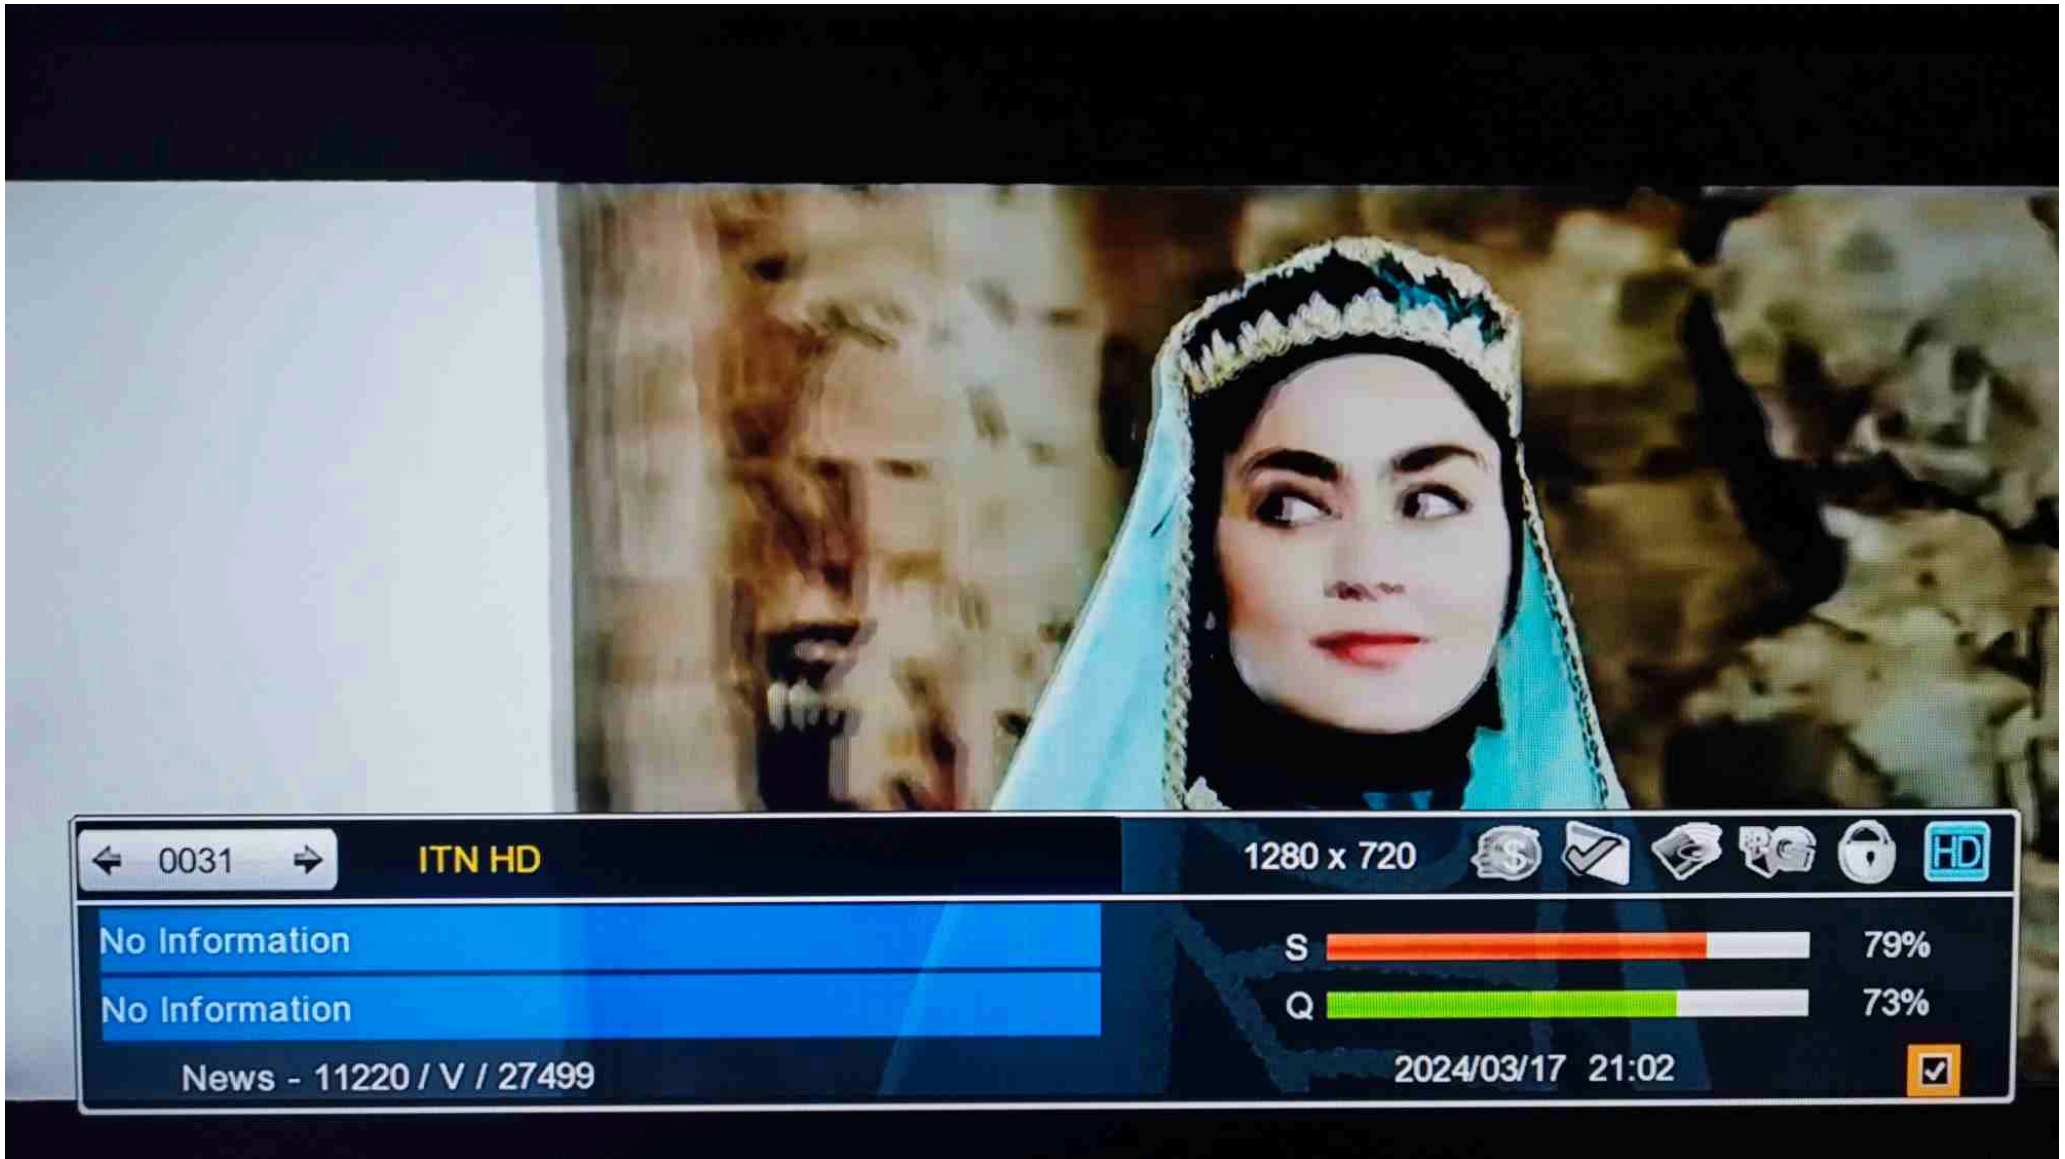 0031
ITN HD
1280 x 720
HD
No Information
S 79%
No Information
Q 73%
News - 11220 / V / 27499
2024/03/17 21:02